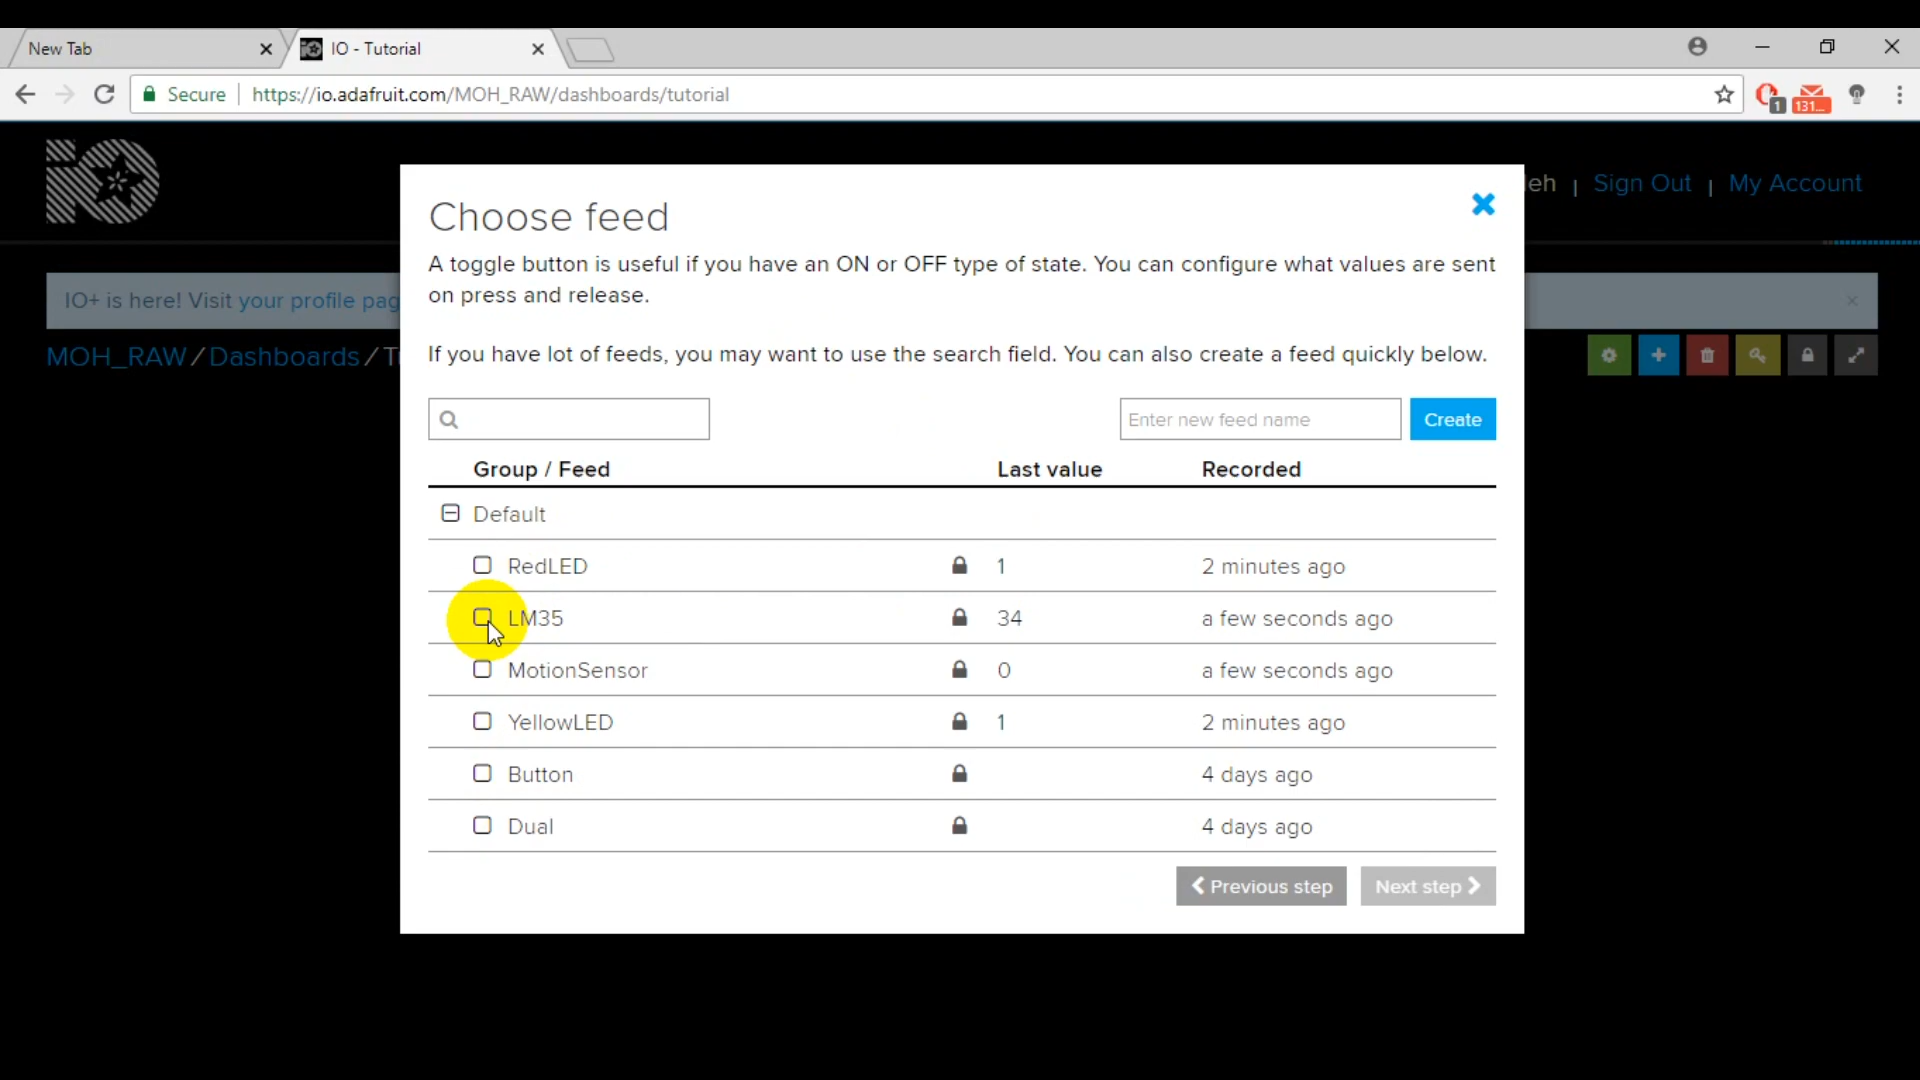 New Tab
IO - Tutorial
Secure
https://io.adafruit.com/MOH_RAW/dashboards/tutorial
1
131...
leh | Sign Out | My Account
IO+ is here! Visit your profile pag
MOH_RAW / Dashboards / T
Choose feed
A toggle button is useful if you have an ON or OFF type of state. You can configure what values are sent
on press and release.
If you have lot of feeds, you may want to use the search field. You can also create a feed quickly below.
Enter new feed name
Create
Group / Feed Last value Recorded
Default
RedLED 1 2 minutes ago
LM35 34 a few seconds ago
MotionSensor 0 a few seconds ago
YellowLED 1 2 minutes ago
Button 4 days ago
Dual 4 days ago
Previous step
Next step